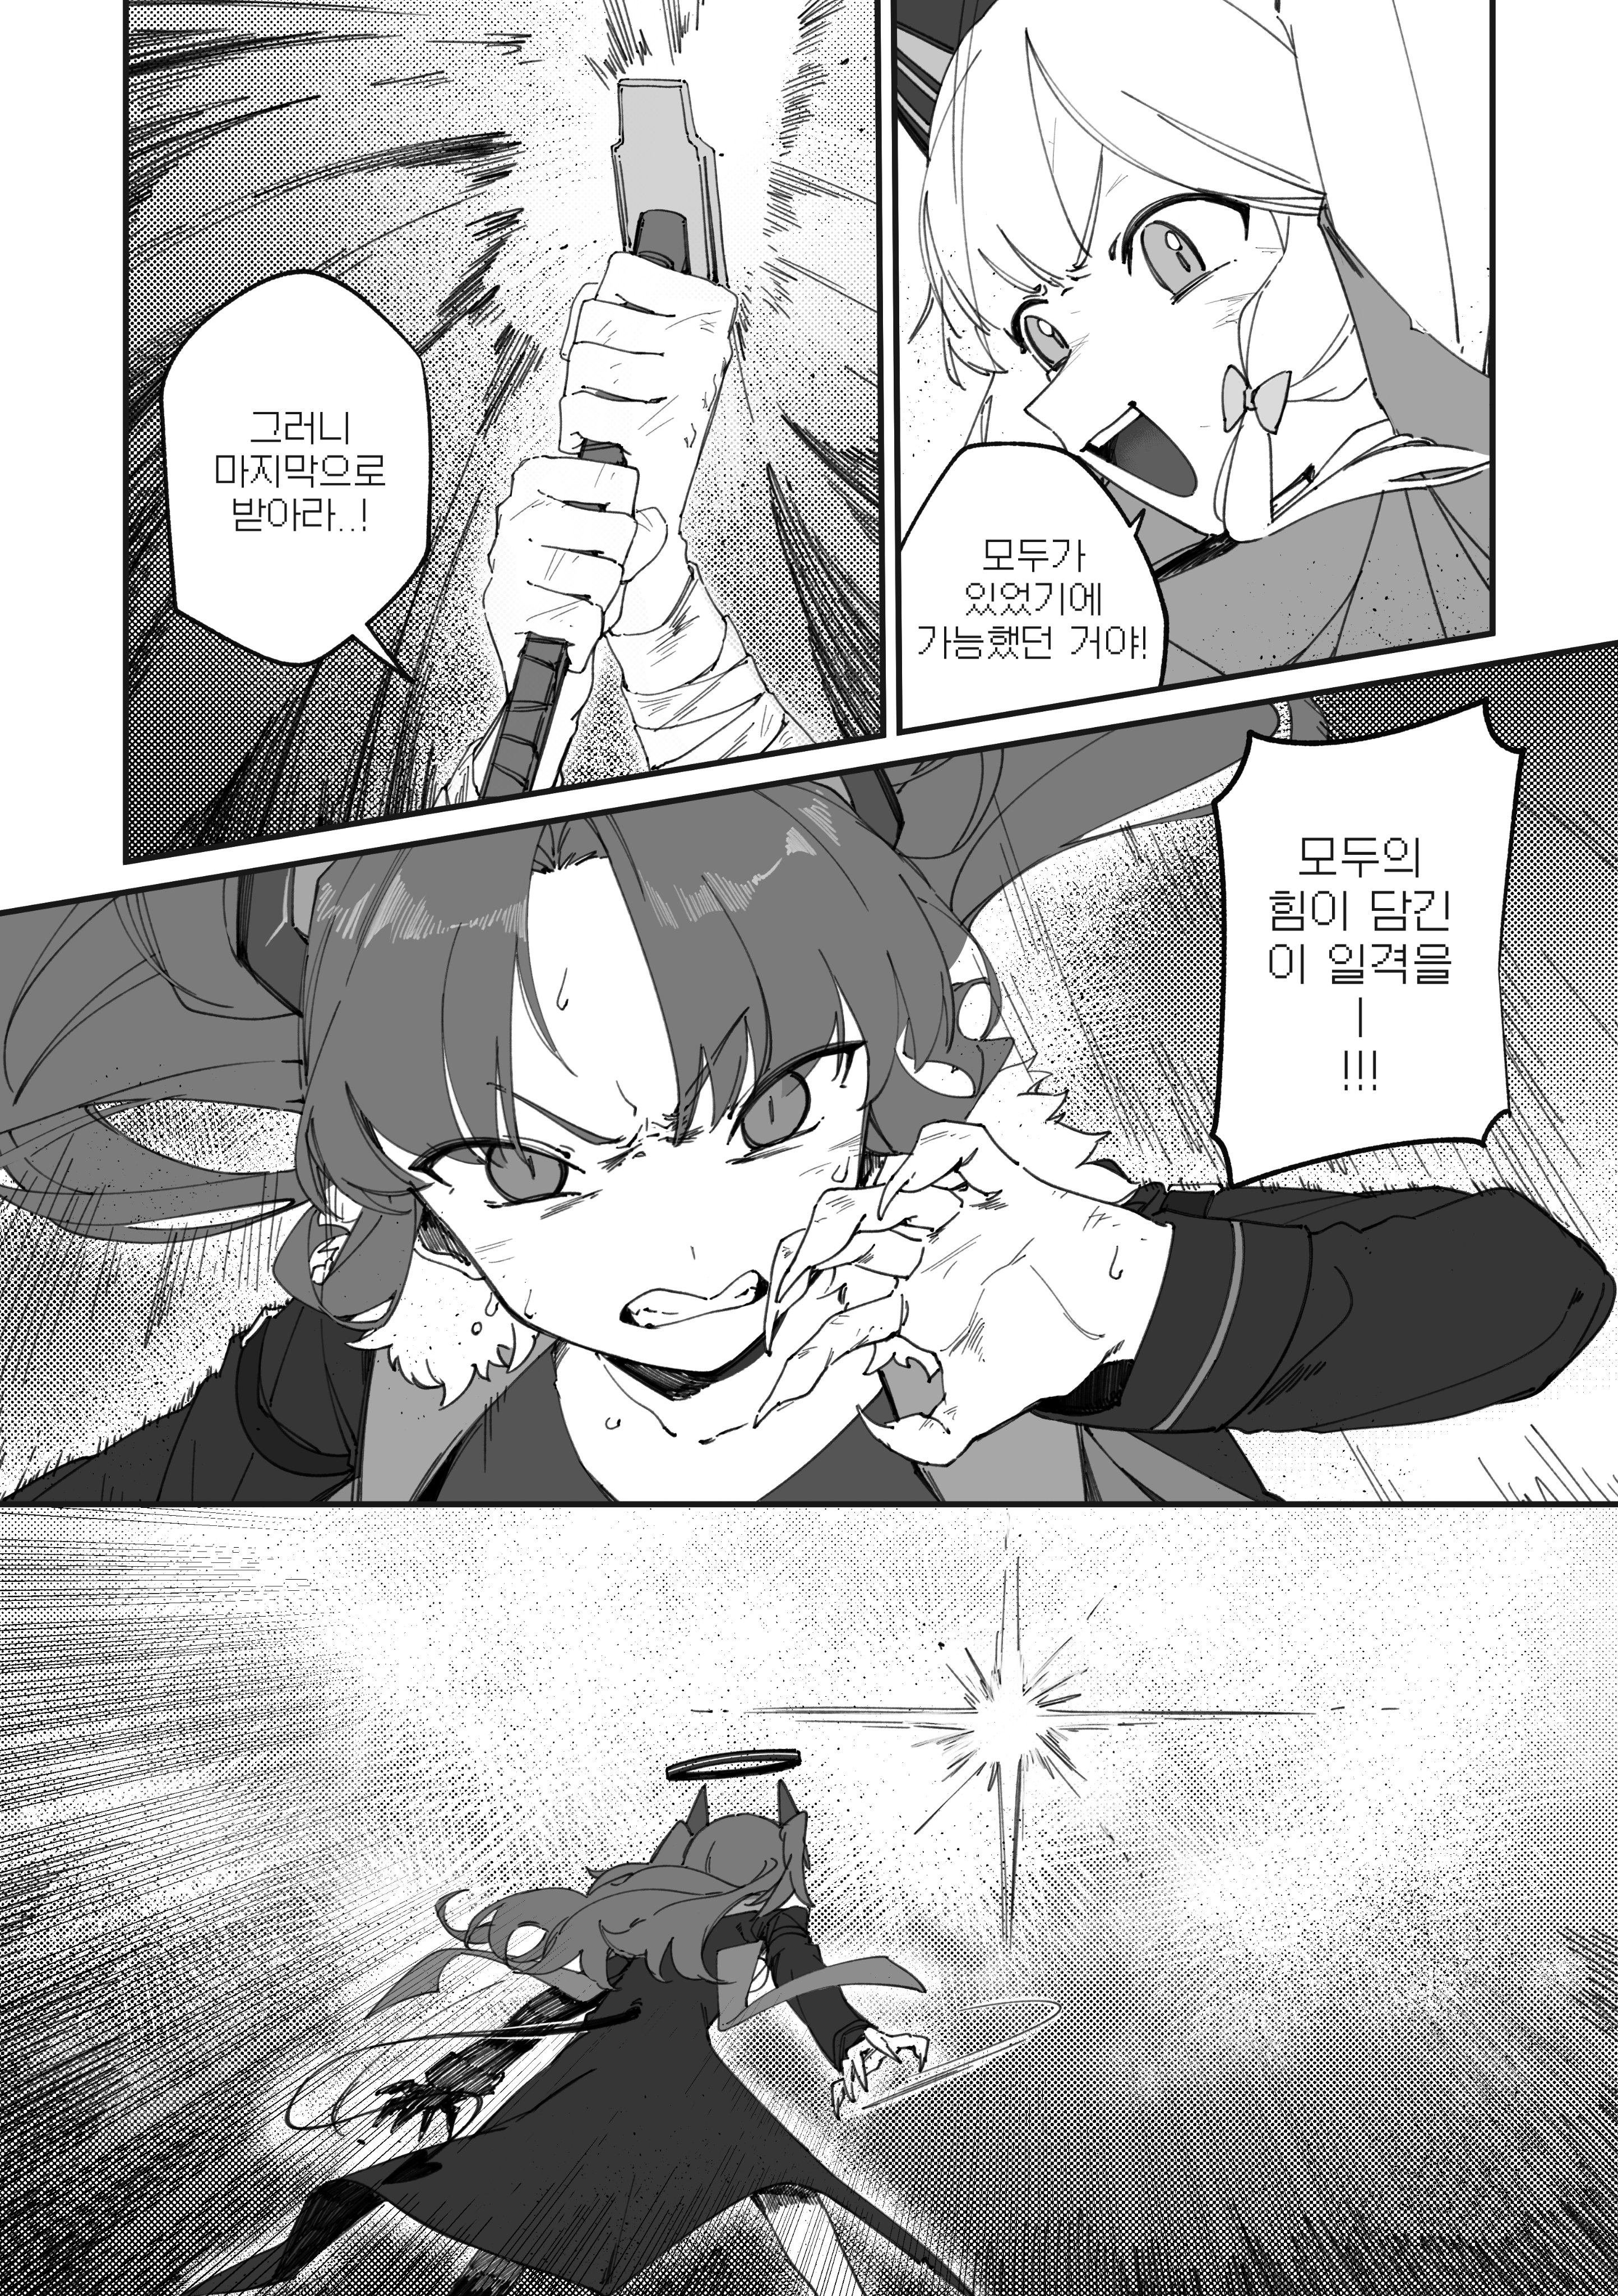 모두가
있었기에
가능했던 거야!
그러니
마지막으로
받아라..!
모두의
힘이 담긴
이 일격을
ㅣ
!!!